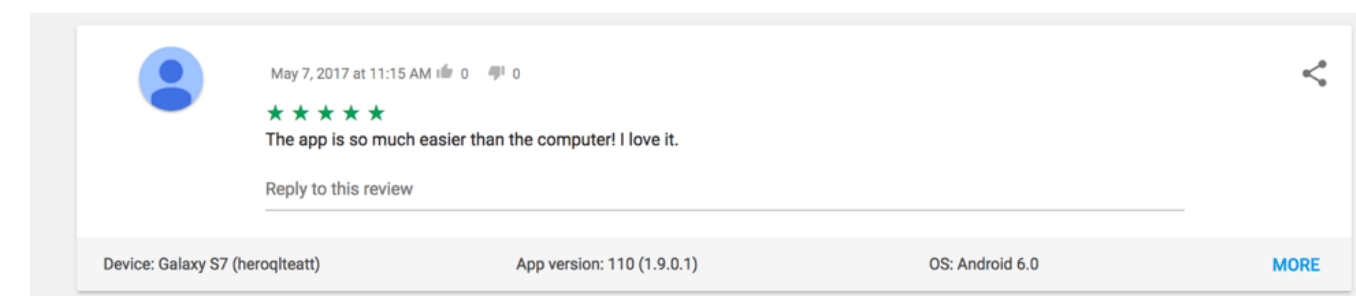 May 7, 2017 at 11:15 AM 0 0
The app is so much easier than the computer! I love it.
Reply to this review
Device: Galaxy S7 (heroqlteatt) App version: 110 (1.9.0.1) OS: Android 6.0 MORE